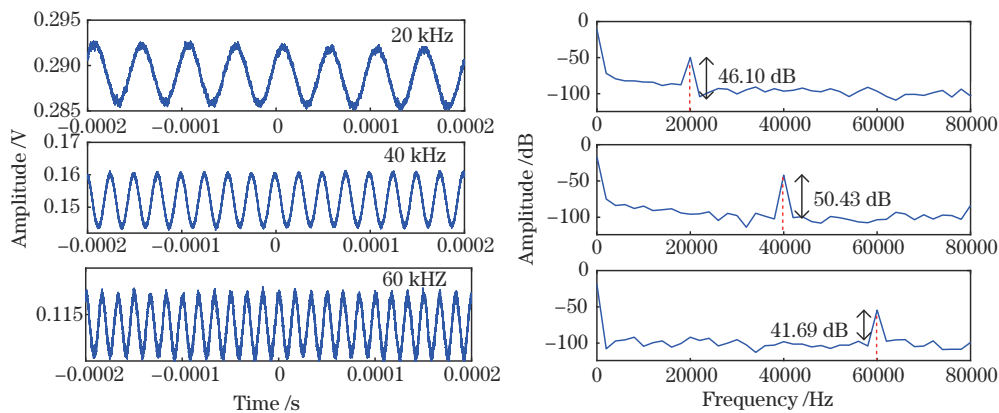 0.295
20 kHz
0.290
0.285
−0.0002 −0.0001 0 0.0001 0.0002
0.17
40 kHz
0.16
0.15
−0.0002 −0.0001 0 0.0001 0.0002
60 kHZ
0.115
−0.0002 −0.0001 0 0.0001 0.0002
Amplitude /V
Time /s
0
−50
46.10 dB
−100
0 20000 40000 60000 80000
0
−50
50.43 dB
−100
0 20000 40000 60000 80000
0
−50
41.69 dB
−100
0 20000 40000 60000 80000
Amplitude /dB
Frequency /Hz